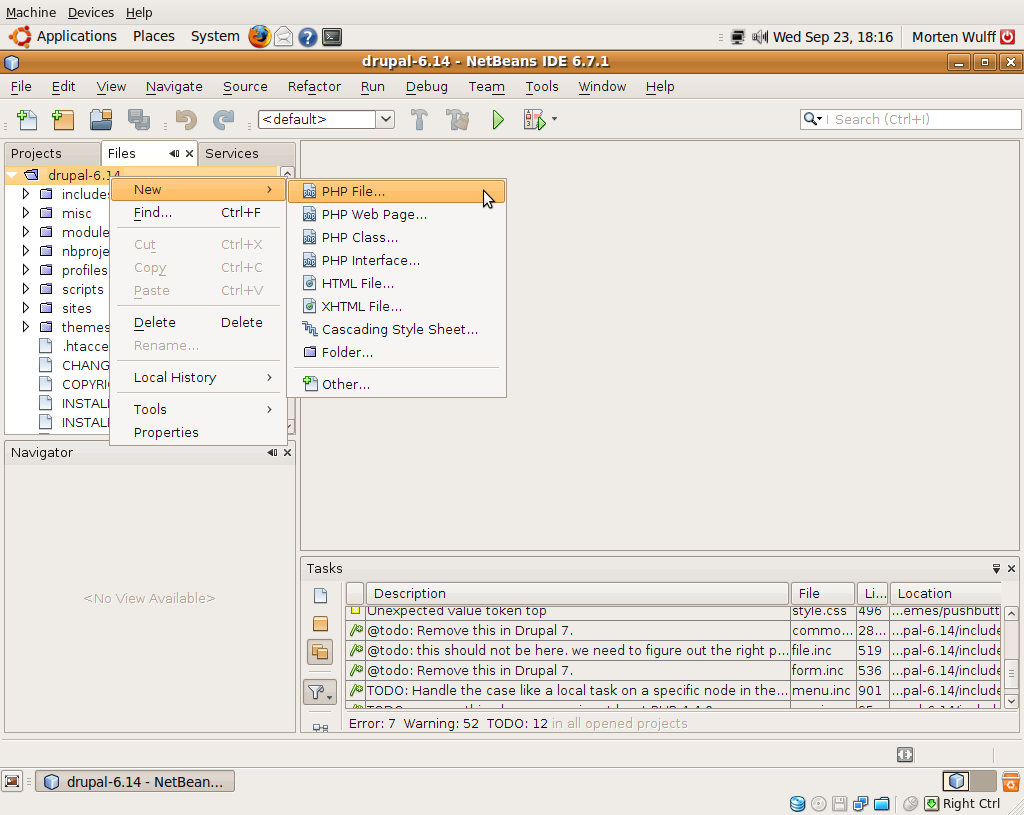 Machine Devices Help
Applications Places System Wed Sep 23, 18:16 Morten Wulff
drupal-6.14 - NetBeans IDE 6.7.1
File Edit View Navigate Source Refactor Run Debug Team Tools Window Help
<default> Search (Ctrl+I)
Projects Files Services
drupal-6.14
includes
misc
module
nbproje
profiles
scripts
sites
themes
.htacce
CHANG
COPYRI
INSTAL
INSTAL
New
Find... Ctrl+F
Cut Ctrl+X
Copy Ctrl+C
Paste Ctrl+V
Delete Delete
Rename...
Local History
Tools
Properties
PHP File...
PHP Web Page...
PHP Class...
PHP Interface...
HTML File...
XHTML File...
Cascading Style Sheet...
Folder...
Other...
Navigator
<No View Available>
Tasks
Description File Li... Location
Unexpected value token top style.css 496 ...emes/pushbutt
@todo: Remove this in Drupal 7. commo... 28... ...pal-6.14/include
@todo: this should not be here. we need to figure out the right p... file.inc 519 ...pal-6.14/include
@todo: Remove this in Drupal 7. form.inc 536 ...pal-6.14/include
TODO: Handle the case like a local task on a specific node in the... menu.inc 901 ...pal-6.14/include
Error: 7 Warning: 52 TODO: 12 in all opened projects
drupal-6.14 - NetBean...
Right Ctrl